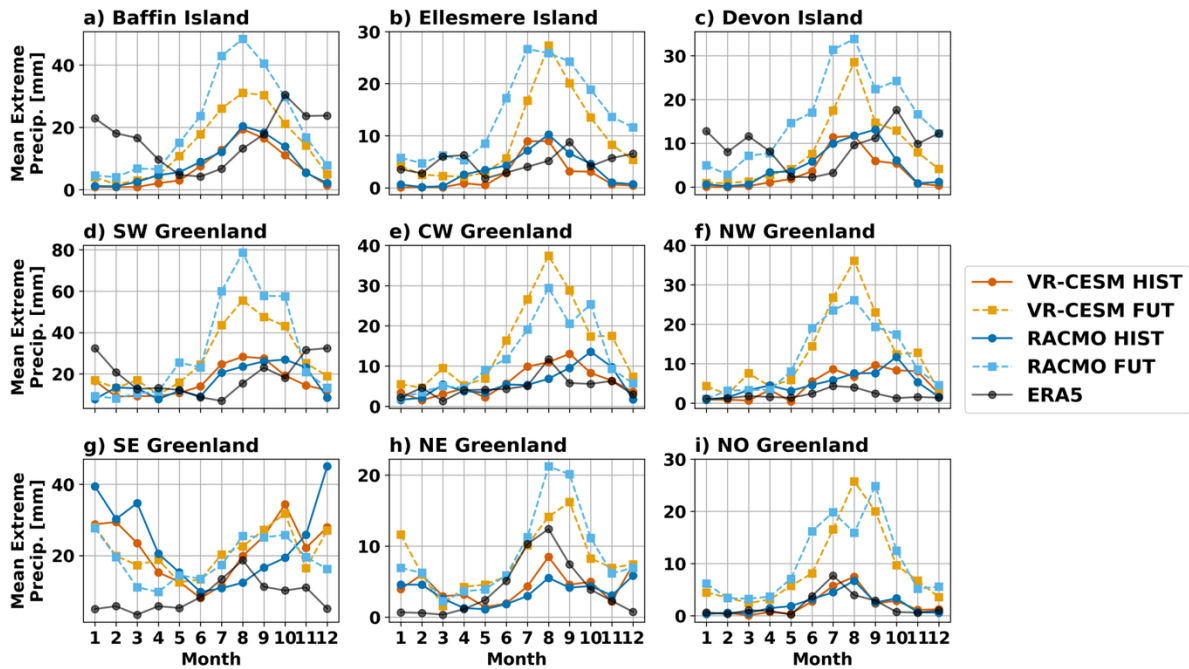 a) Baffin Island
b) Ellesmere Island
c) Devon Island
Mean Extreme
Precip. [mm]
40
20
0
30
20
10
0
30
20
10
0
d) SW Greenland
e) CW Greenland
f) NW Greenland
Mean Extreme
Precip. [mm]
80
60
40
20
40
30
20
10
0
40
30
20
10
0
VR-CESM HIST
VR-CESM FUT
RACMO HIST
RACMO FUT
ERA5
g) SE Greenland
h) NE Greenland
i) NO Greenland
Mean Extreme
Precip. [mm]
40
20
20
10
0
30
20
10
0
1 2 3 4 5 6 7 8 9 10 11 12
1 2 3 4 5 6 7 8 9 10 11 12
1 2 3 4 5 6 7 8 9 10 11 12
Month
Month
Month